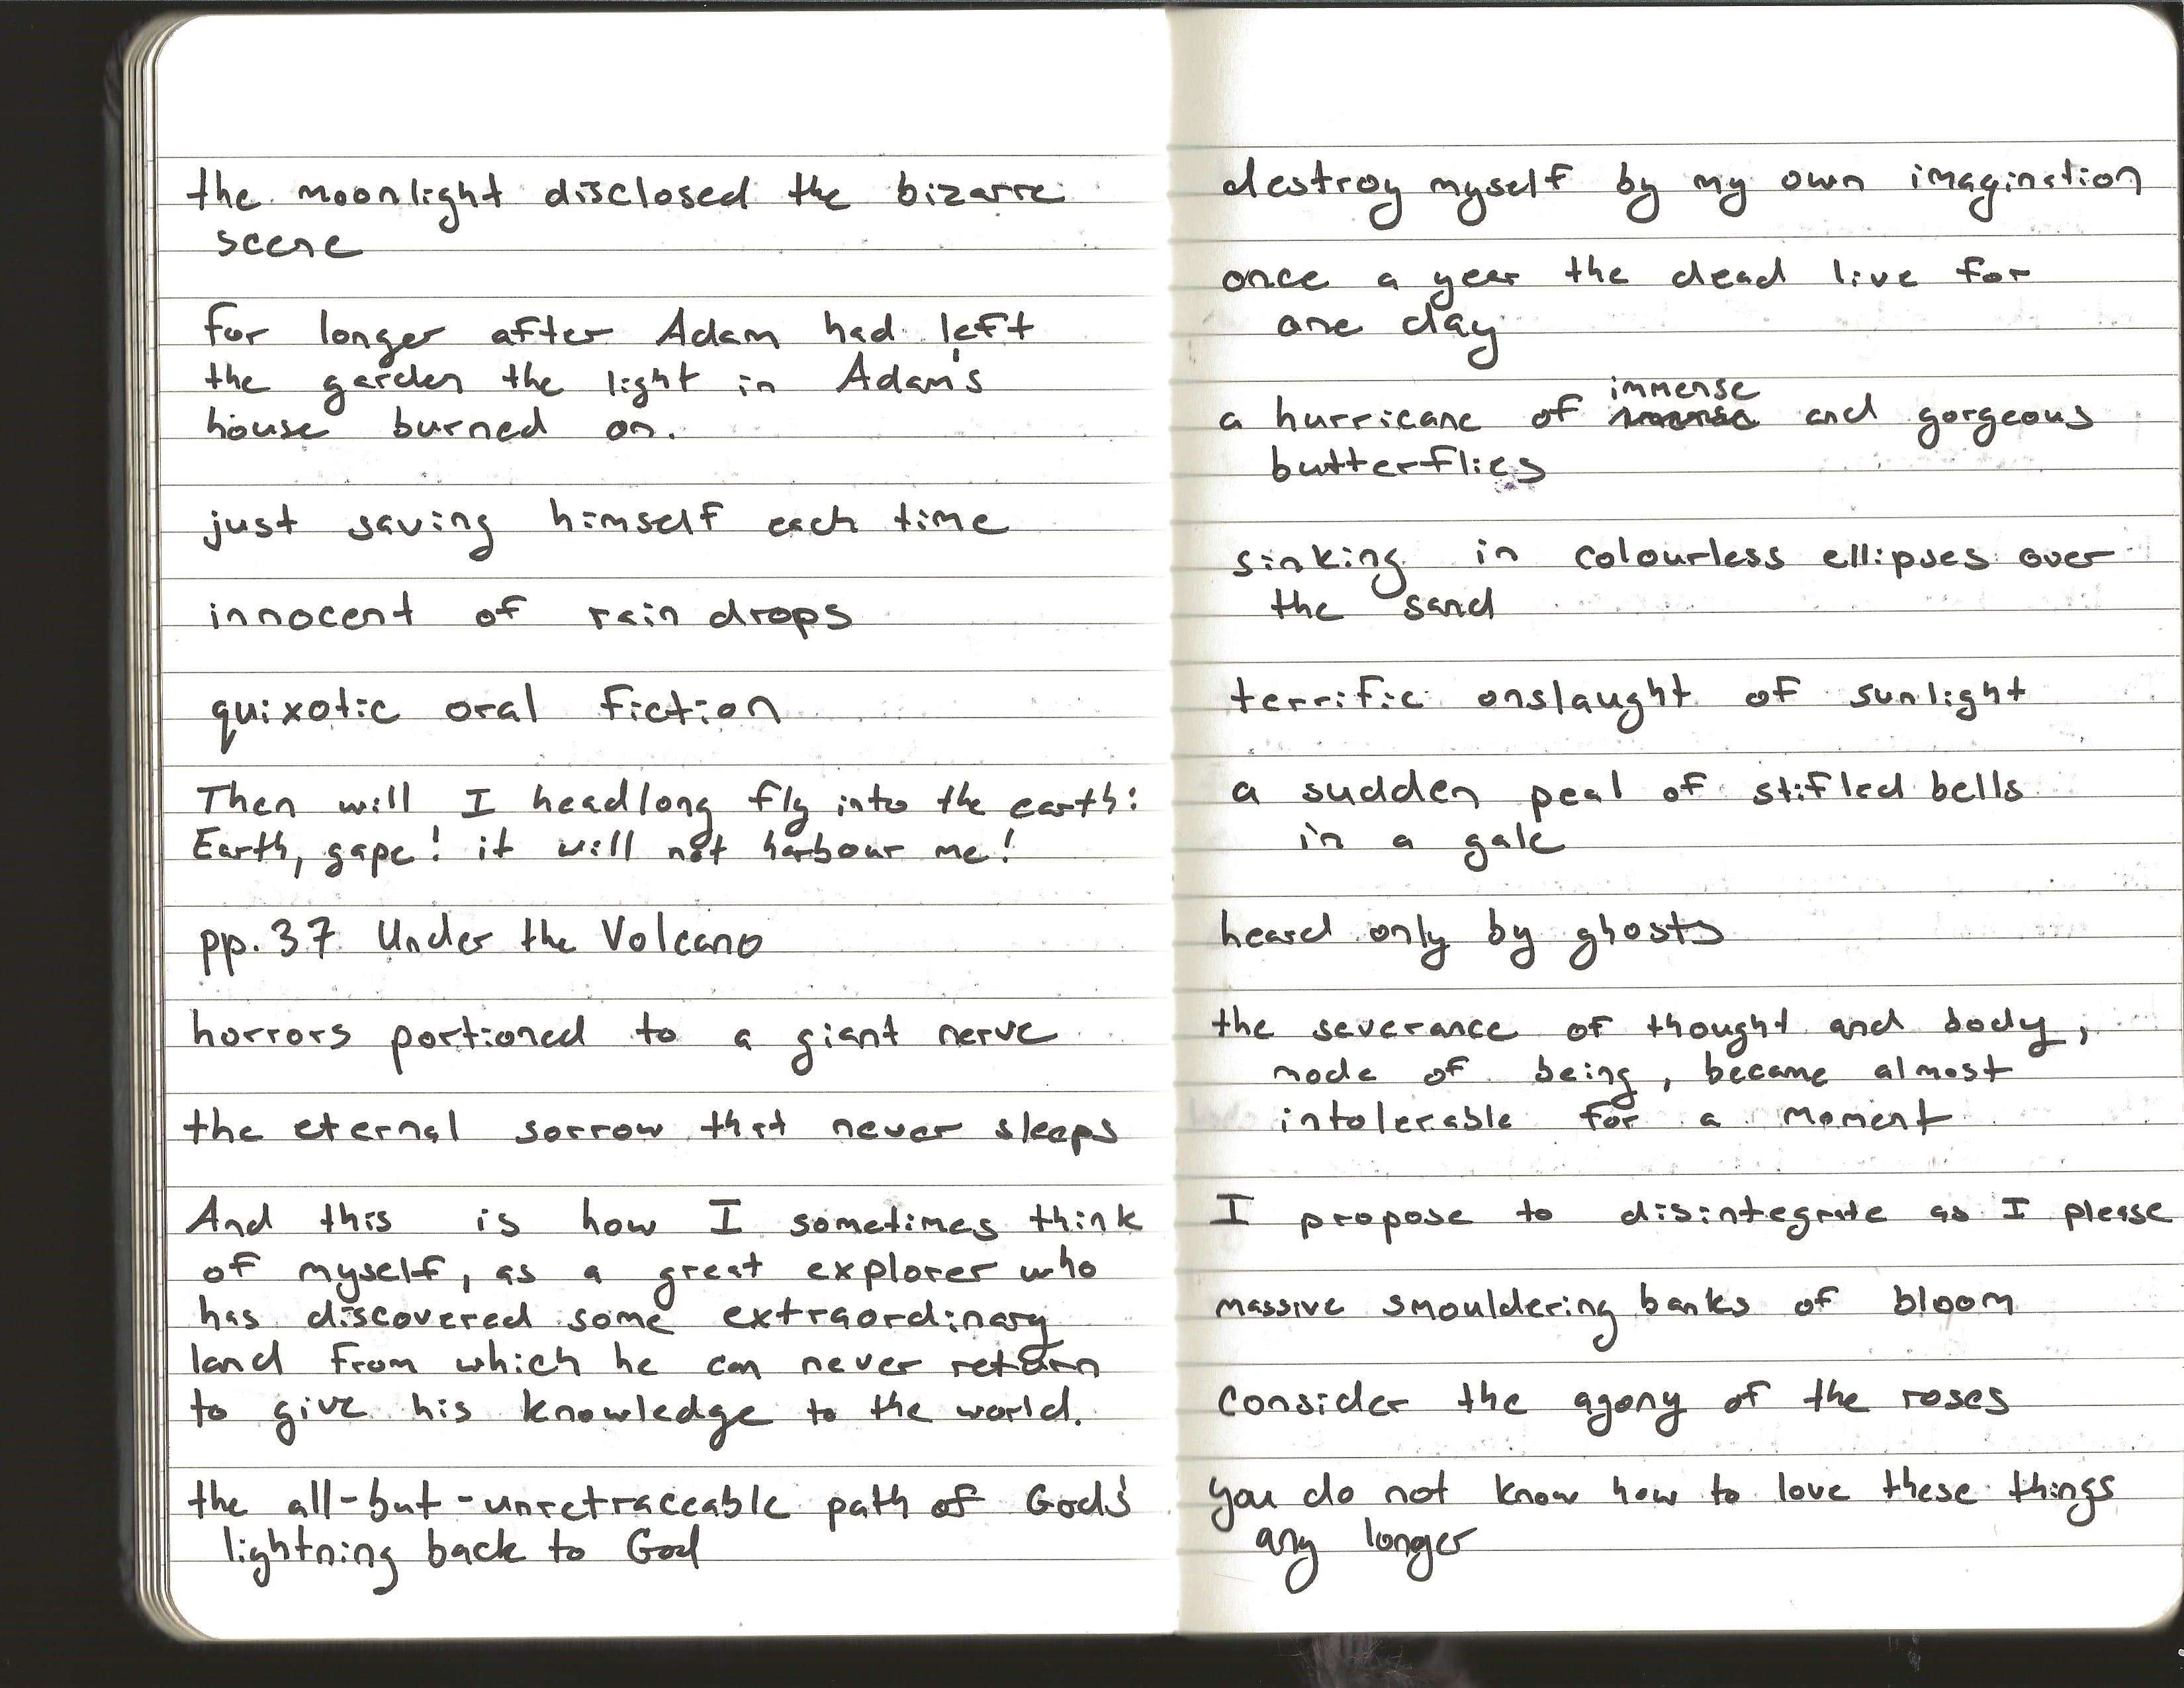 the moonlight disclosed the bizarre
scene
for longer after Adam had left
the garden the light in Adam's
house burned on.
just saving himself each time
innocent of rain drops
quixotic oral fiction
Then will I headlong fly into the earth:
Earth, gape! it will not harbour me!
pp. 37 Under the Volcano
horrors portioned to a giant nerve
the eternal sorrow that never sleeps
And this is how I sometimes think
of myself, as a great explorer who
has discovered some extraordinary
land from which he can never return
to give his knowledge to the world.
the all-but-unretraceable path of God's
lightning back to God
destroy myself by my own imagination
once a year the dead live for
one day
immense
a hurricane of and gorgeous
butterflies
sinking in colourless ellipses over
the sand
terrific onslaught of sunlight
a sudden peal of stifled bells
in a gale
heard only by ghosts
the severance of thought and body,
mode of being, became almost
intolerable for a moment
I propose to disintegrate as I please
massive smouldering banks of bloom
consider the agony of the roses
you do not know how to love these things
any longer